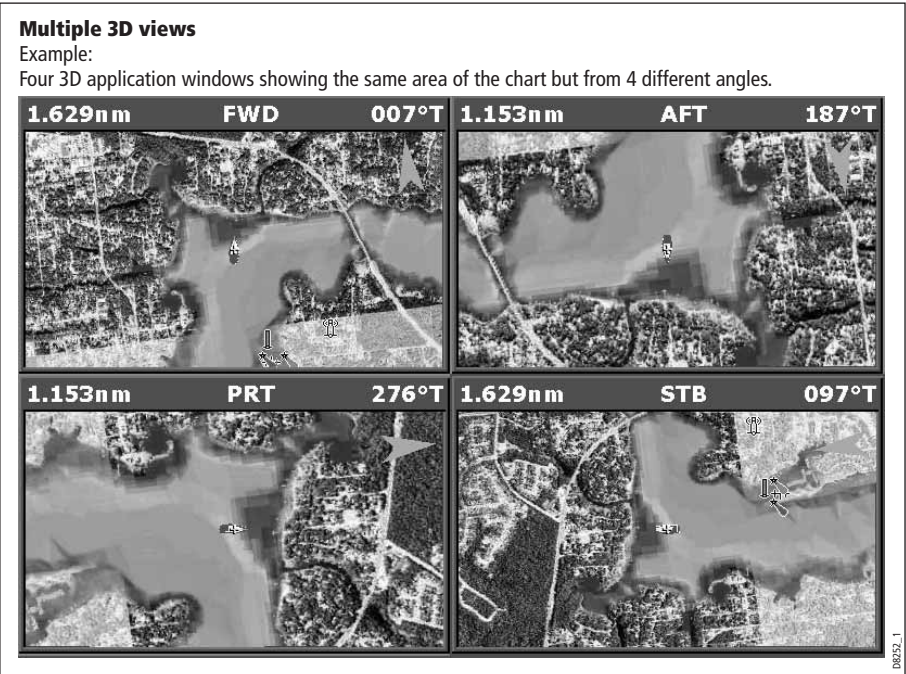 Multiple 3D views
Example:
Four 3D application windows showing the same area of the chart but from 4 different angles.
1.629nm FWD 007°T
1.153nm AFT 187°T
1.153nm PRT 276°T
1.629nm STB 097°T
D8252_1